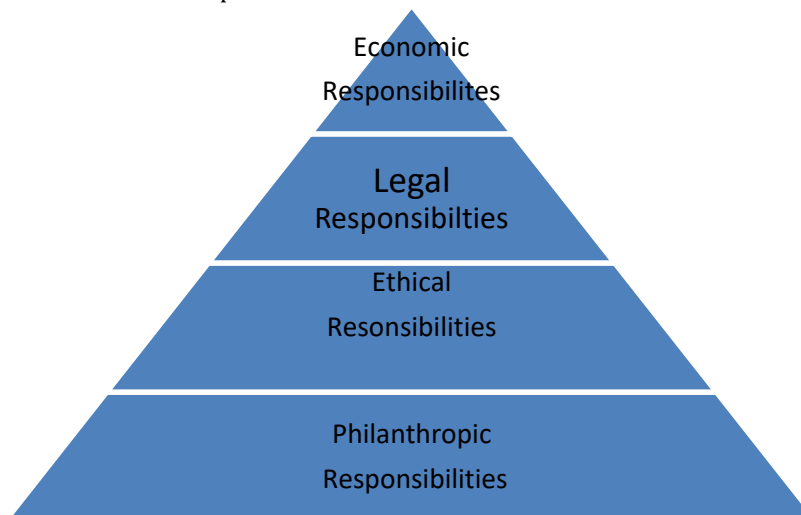 Economic
Responsibilites
Legal
Responsibilties
Ethical
Resonsibilities
Philanthropic
Responsibilities